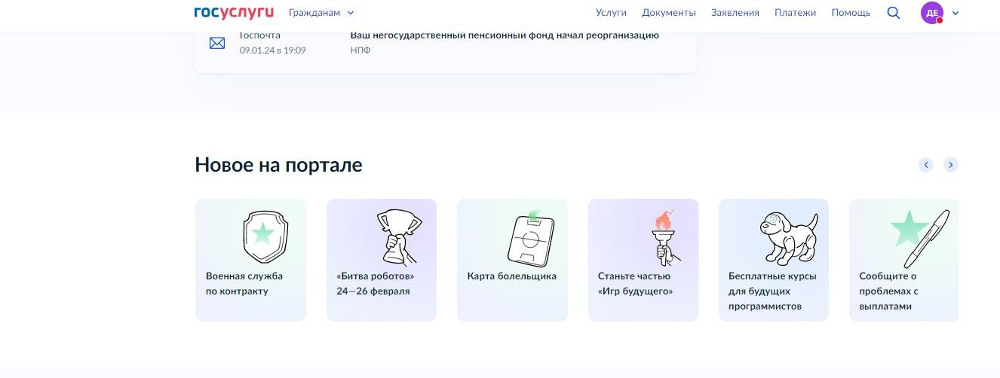 госуслуги Гражданам Услуги Документы Заявления Платежи Помощь ДЕ
Госпочта Ваш негосударственный пенсионный фонд начал реорганизацию
09.01.24 в 19:09 НПФ
Новое на портале
Военная служба
по контракту
«Битва роботов»
24—26 февраля
Карта болельщика
Станьте частью
«Игр будущего»
Бесплатные курсы
для будущих
программистов
Сообщите о
проблемах с
выплатами